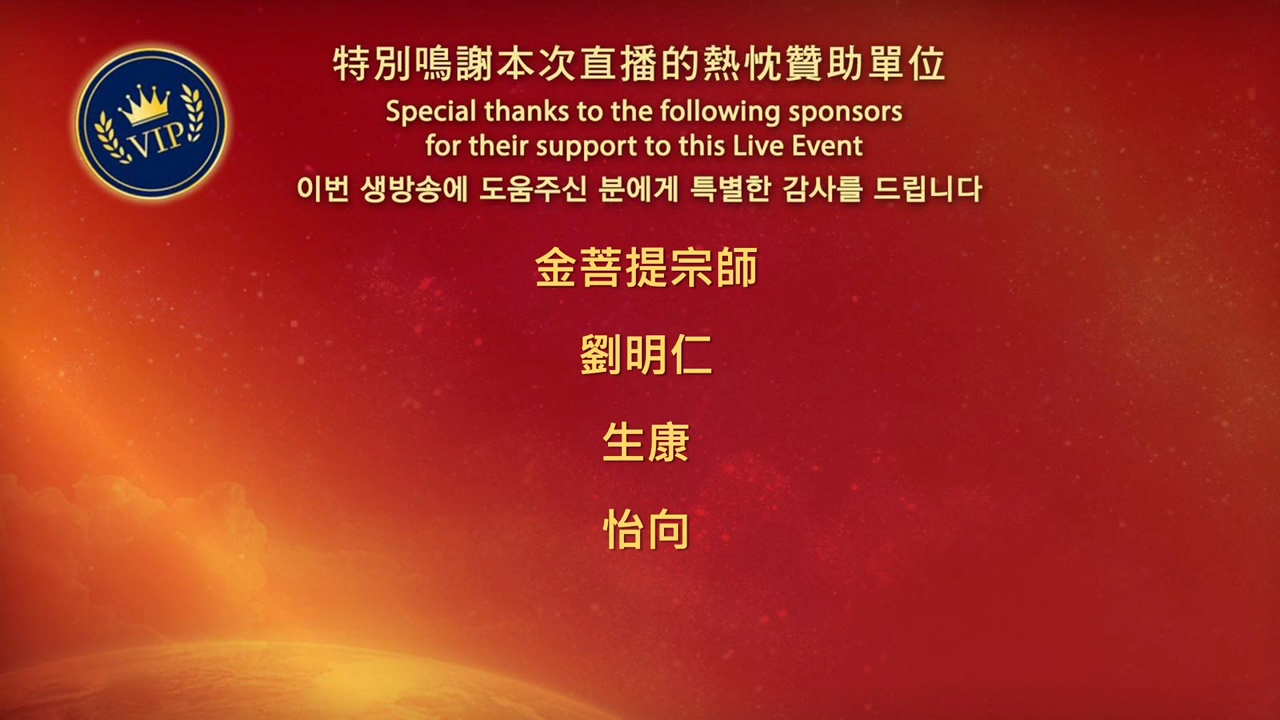 VIP
特別鳴謝本次直播的熱忱贊助單位
Special thanks to the following sponsors
for their support to this Live Event
이번 생방송에 도움주신 분에게 특별한 감사를 드립니다
金菩提宗師
劉明仁
生康
怡向